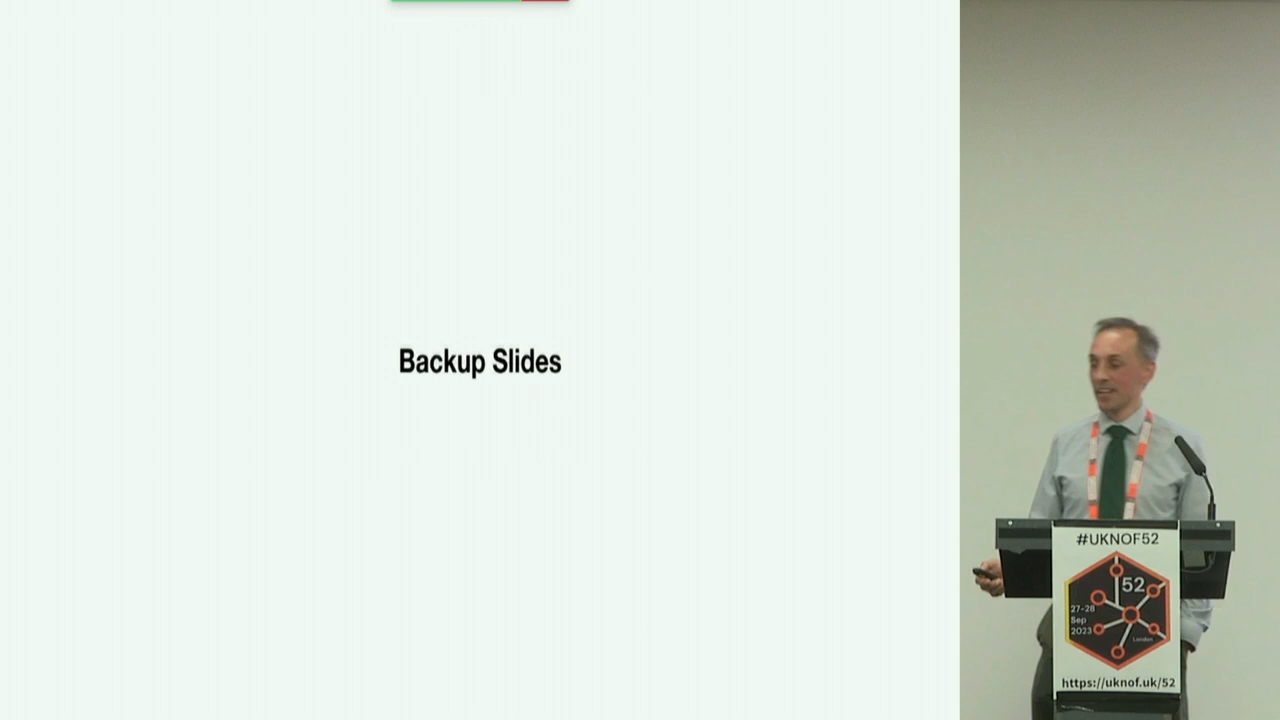 Backup Slides
#UKNOF52
52
27-28
Sep
2023
London
https://uknof.uk/52